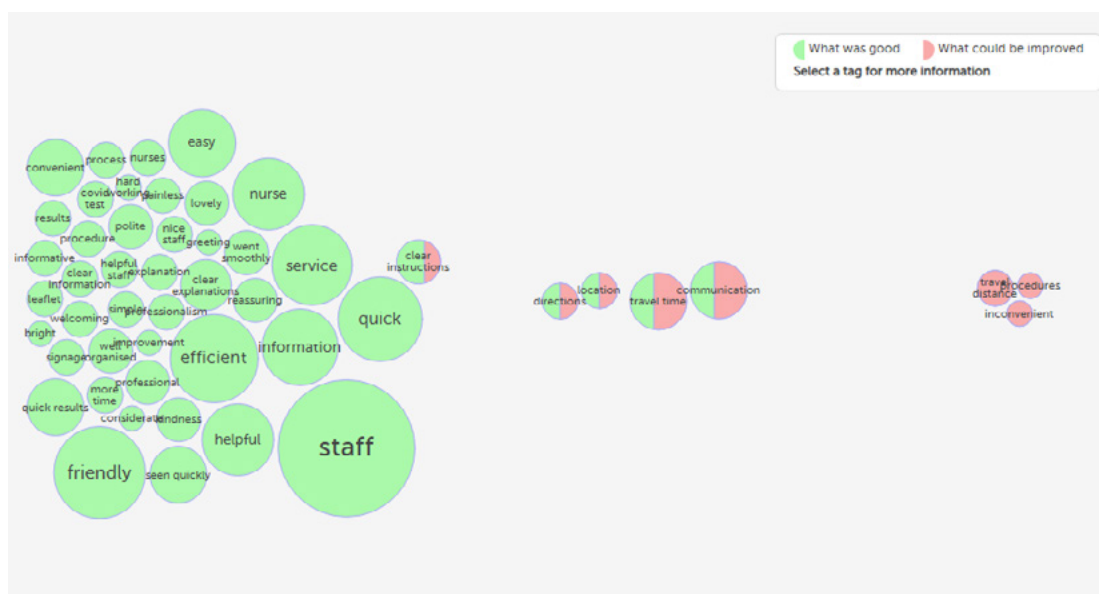 What was good
What could be improved
Select a tag for more information
easy
convenient
process
nurses
hard
working
covid
test
painless
lovely
nurse
results
polite
procedure
nice
staff
greeting
went
smoothly
informative
helpful
staff
explanation
clear
information
clear
explanations
service
clear
instructions
leaflet
reassuring
welcoming
simple
professionalism
quick
bright
improvement
signage
well
organised
efficient
information
professional
more
time
quick results
considerate
kindness
helpful
staff
friendly
seen quickly
directions
location
travel time
communication
travel
distance
procedures
inconvenient